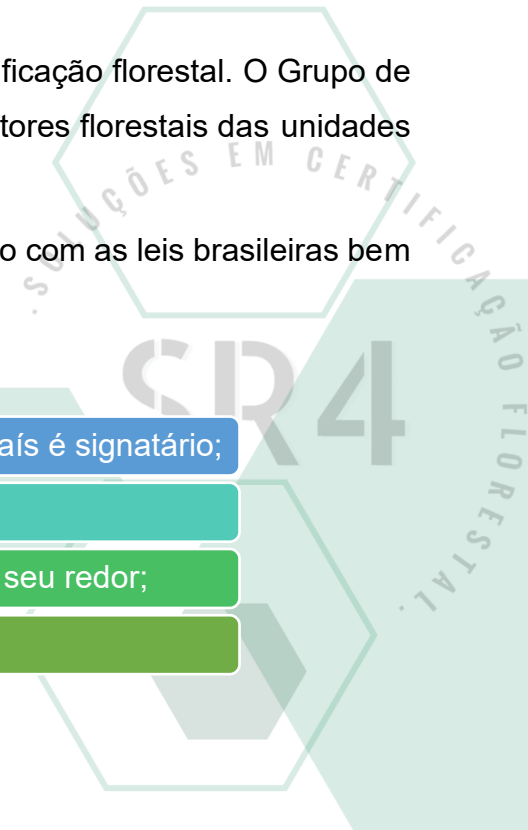 ficação florestal. O Grupo de
tores florestais das unidades
. SOLUÇÕES EM CERTIFICAÇÃO FLORESTAL .
o com as leis brasileiras bem
SR4
aís é signatário;
seu redor;